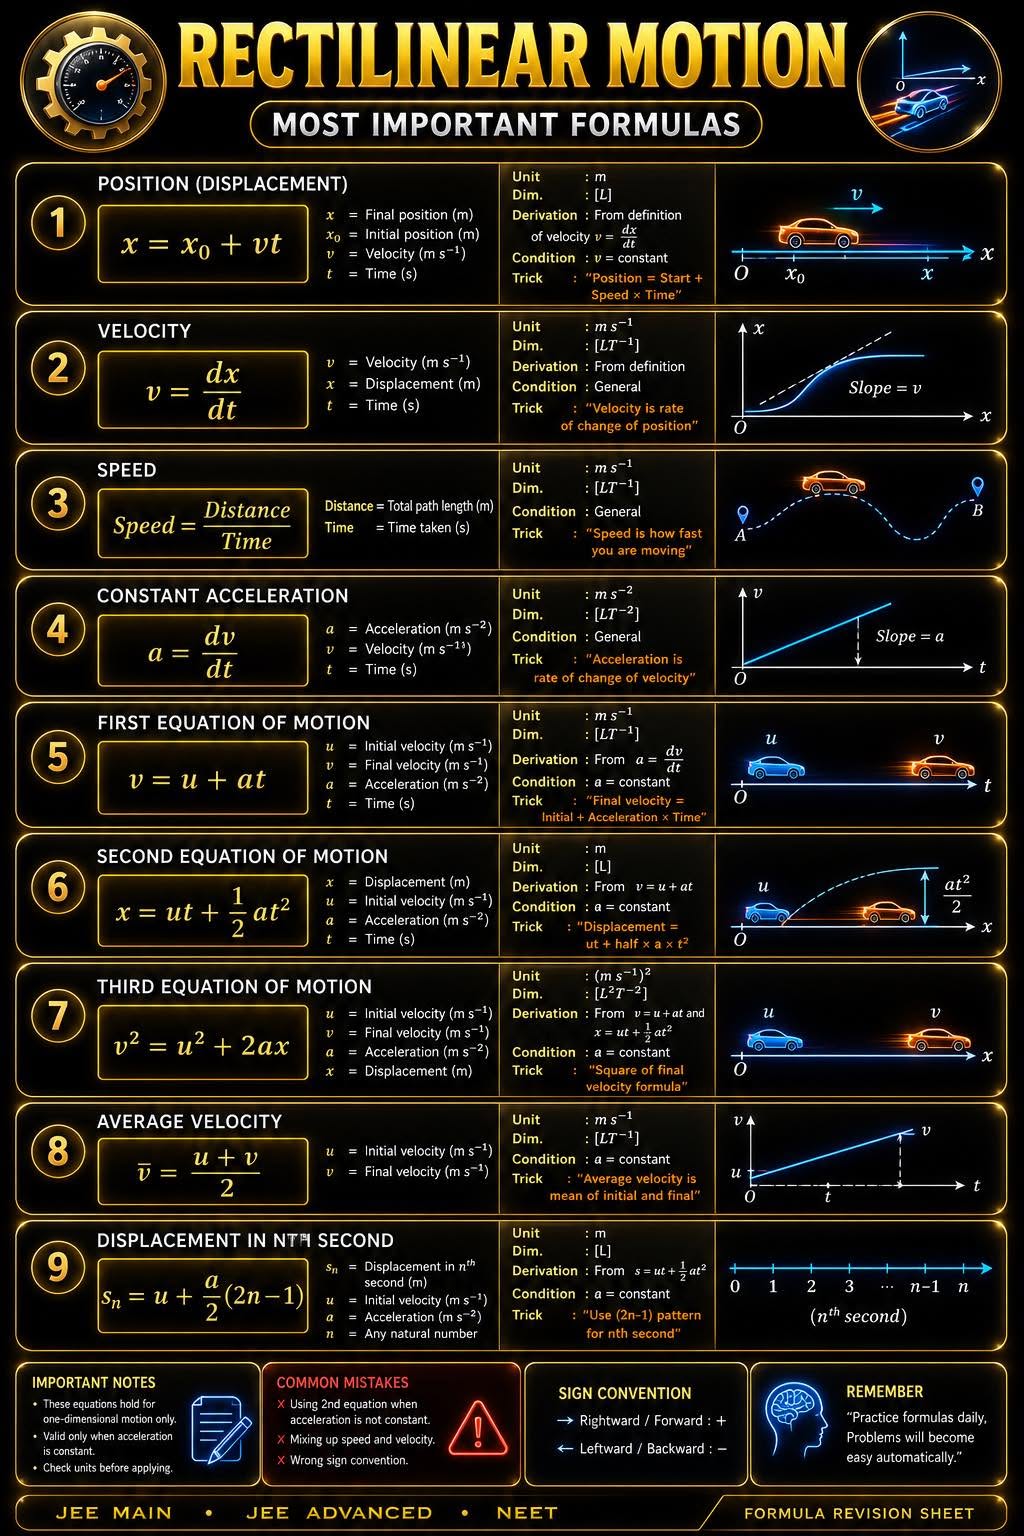 RECTILINEAR MOTION
MOST IMPORTANT FORMULAS
O
x
1
POSITION (DISPLACEMENT)
x = x₀ + vt
x = Final position (m)
x₀ = Initial position (m)
v = Velocity (m s⁻¹)
t = Time (s)
Unit : m
Dim. : [L]
Derivation : From definition
of velocity v = dx/dt
Condition : v = constant
Trick : “Position = Start +
Speed × Time”
v
O x₀ x x
2
VELOCITY
v = dx/dt
v = Velocity (m s⁻¹)
x = Displacement (m)
t = Time (s)
Unit : m s⁻¹
Dim. : [LT⁻¹]
Derivation : From definition
Condition : General
Trick : “Velocity is rate
of change of position”
x
Slope = v
O x
3
SPEED
Speed = Distance/Time
Distance = Total path length (m)
Time = Time taken (s)
Unit : m s⁻¹
Dim. : [LT⁻¹]
Condition : General
Trick : “Speed is how fast
you are moving”
A B
4
CONSTANT ACCELERATION
a = dv/dt
a = Acceleration (m s⁻²)
v = Velocity (m s⁻¹)
t = Time (s)
Unit : m s⁻²
Dim. : [LT⁻²]
Condition : General
Trick : “Acceleration is
rate of change of velocity”
v
Slope = a
O t
5
FIRST EQUATION OF MOTION
v = u + at
u = Initial velocity (m s⁻¹)
v = Final velocity (m s⁻¹)
a = Acceleration (m s⁻²)
t = Time (s)
Unit : m s⁻¹
Dim. : [LT⁻¹]
Derivation : From a = dv/dt
Condition : a = constant
Trick : “Final velocity =
Initial + Acceleration × Time”
u v
O t
6
SECOND EQUATION OF MOTION
x = ut + 1/2 at²
x = Displacement (m)
u = Initial velocity (m s⁻¹)
a = Acceleration (m s⁻²)
t = Time (s)
Unit : m
Dim. : [L]
Derivation : From v = u + at
Condition : a = constant
Trick : “Displacement =
ut + half × a × t²
u at²/2
O x
7
THIRD EQUATION OF MOTION
v² = u² + 2ax
u = Initial velocity (m s⁻¹)
v = Final velocity (m s⁻¹)
a = Acceleration (m s⁻²)
x = Displacement (m)
Unit : (m s⁻¹)²
Dim. : [L²T⁻²]
Derivation : From v = u + at and
x = ut + 1/2 at²
Condition : a = constant
Trick : “Square of final
velocity formula”
u v
O x
8
AVERAGE VELOCITY
v̄ = u + v/2
u = Initial velocity (m s⁻¹)
v = Final velocity (m s⁻¹)
Unit : m s⁻¹
Dim. : [LT⁻¹]
Condition : a = constant
Trick : “Average velocity is
mean of initial and final”
v v
u
O t t
9
DISPLACEMENT IN NTH SECOND
sₙ = u + a/2 (2n−1)
sₙ = Displacement in nᵗʰ
second (m)
u = Initial velocity (m s⁻¹)
a = Acceleration (m s⁻²)
n = Any natural number
Unit : m
Dim. : [L]
Derivation : From s = ut + 1/2 at²
Condition : a = constant
Trick : “Use (2n–1) pattern
for nth second”
0 1 2 3 ... n−1 n
(nᵗʰ second)
IMPORTANT NOTES
• These equations hold for
one-dimensional motion only.
• Valid only when acceleration
is constant.
• Check units before applying.
COMMON MISTAKES
X Using 2nd equation when
acceleration is not constant.
X Mixing up speed and velocity.
X Wrong sign convention.
SIGN CONVENTION
→ Rightward / Forward : +
← Leftward / Backward : −
REMEMBER
“Practice formulas daily,
Problems will become
easy automatically.”
JEE MAIN • JEE ADVANCED • NEET
FORMULA REVISION SHEET